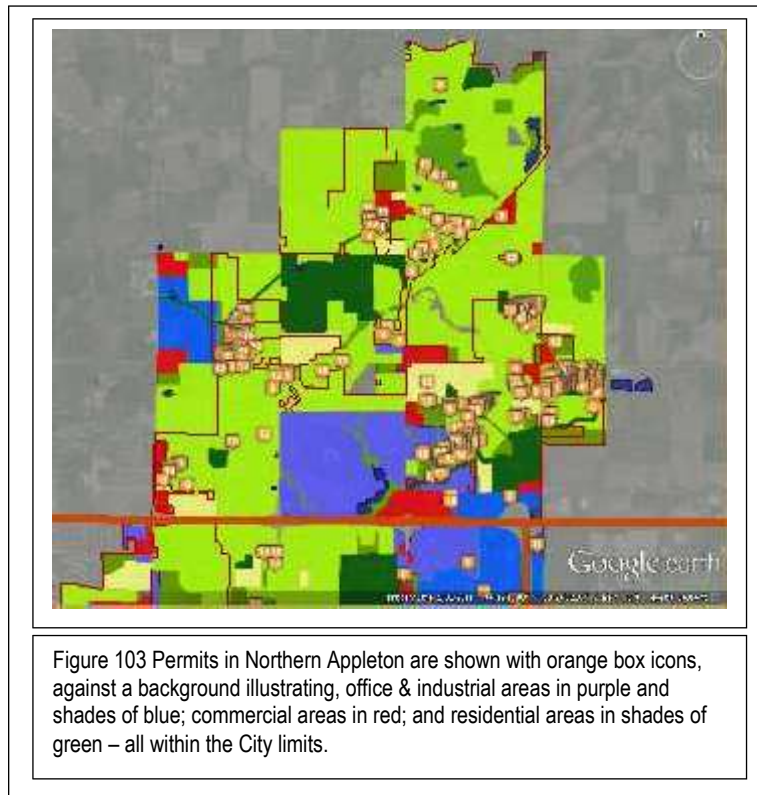 Google earth
Figure 103 Permits in Northern Appleton are shown with orange box icons,
against a background illustrating, office & industrial areas in purple and
shades of blue; commercial areas in red; and residential areas in shades of
green – all within the City limits.